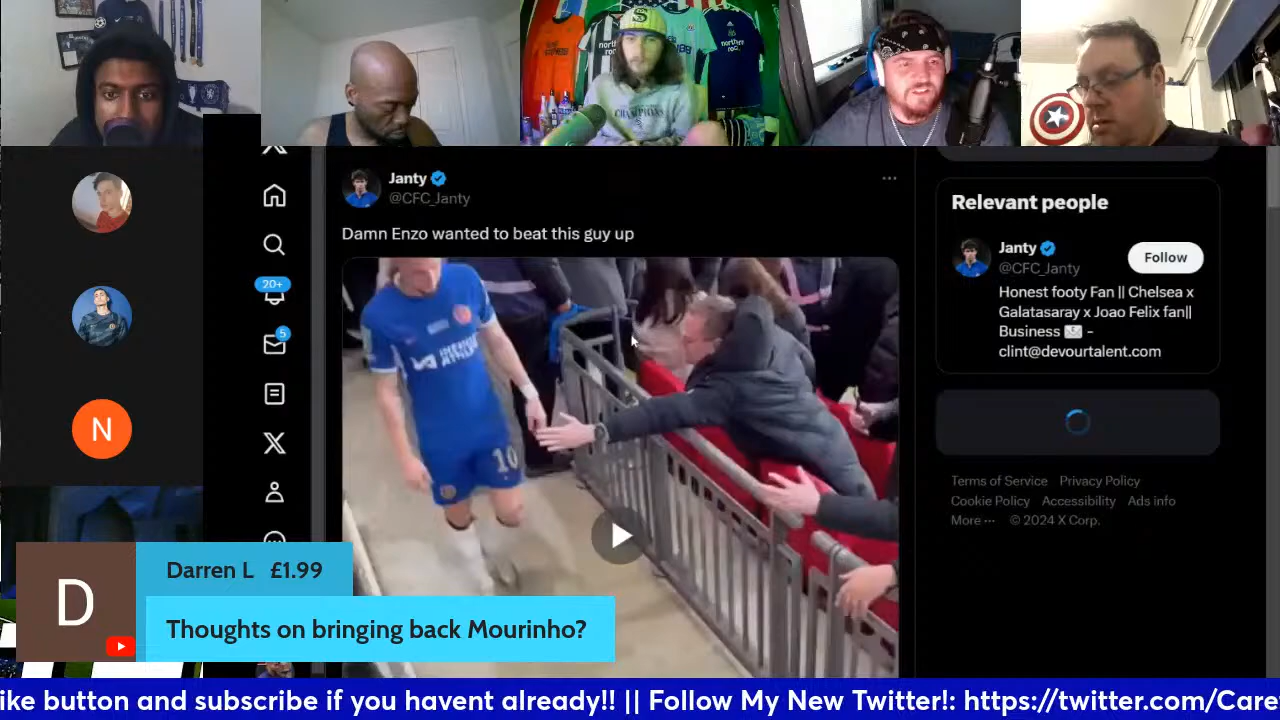 Janty
@CFC_Janty
Damn Enzo wanted to beat this guy up
10
20+
5
N
Relevant people
Janty
@CFC_Janty
Follow
Honest footy Fan || Chelsea x
Galatasaray x Joao Felix fan||
Business ✉ -
clint@devourtalent.com
Terms of Service Privacy Policy
Cookie Policy Accessibility Ads info
More ··· © 2024 X Corp.
D
Darren L £1.99
Thoughts on bringing back Mourinho?
ike button and subscribe if you havent already!! || Follow My New Twitter!: https://twitter.com/Care